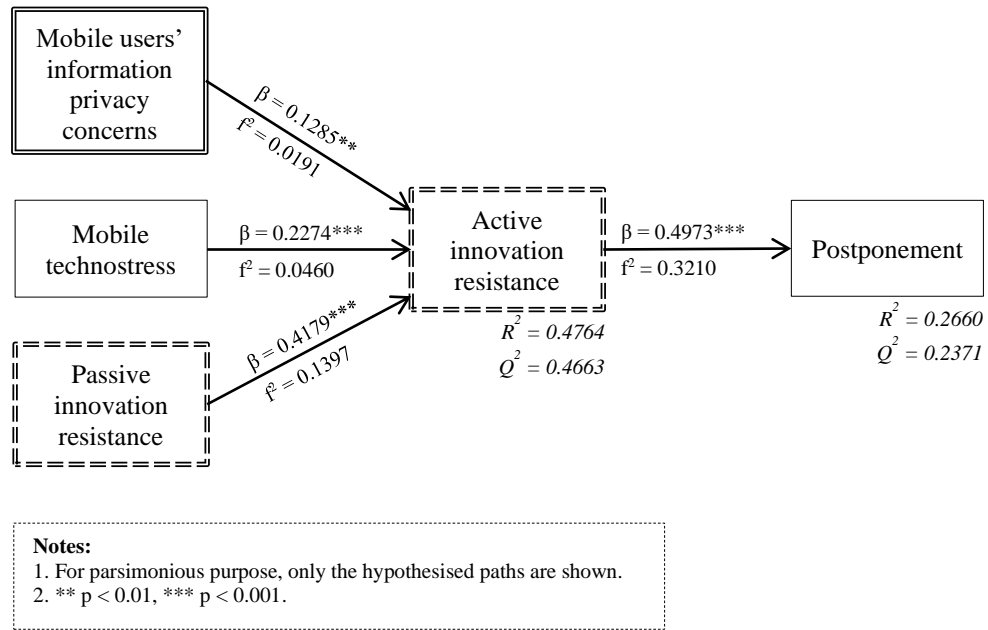 Mobile users’
information
privacy
concerns
β = 0.1285**
f² = 0.0191
Mobile
technostress
β = 0.2274***
f² = 0.0460
Passive
innovation
resistance
β = 0.4179***
f² = 0.1397
Active
innovation
resistance
R² = 0.4764
Q² = 0.4663
β = 0.4973***
f² = 0.3210
Postponement
R² = 0.2660
Q² = 0.2371
Notes:
1. For parsimonious purpose, only the hypothesised paths are shown.
2. ** p < 0.01, *** p < 0.001.